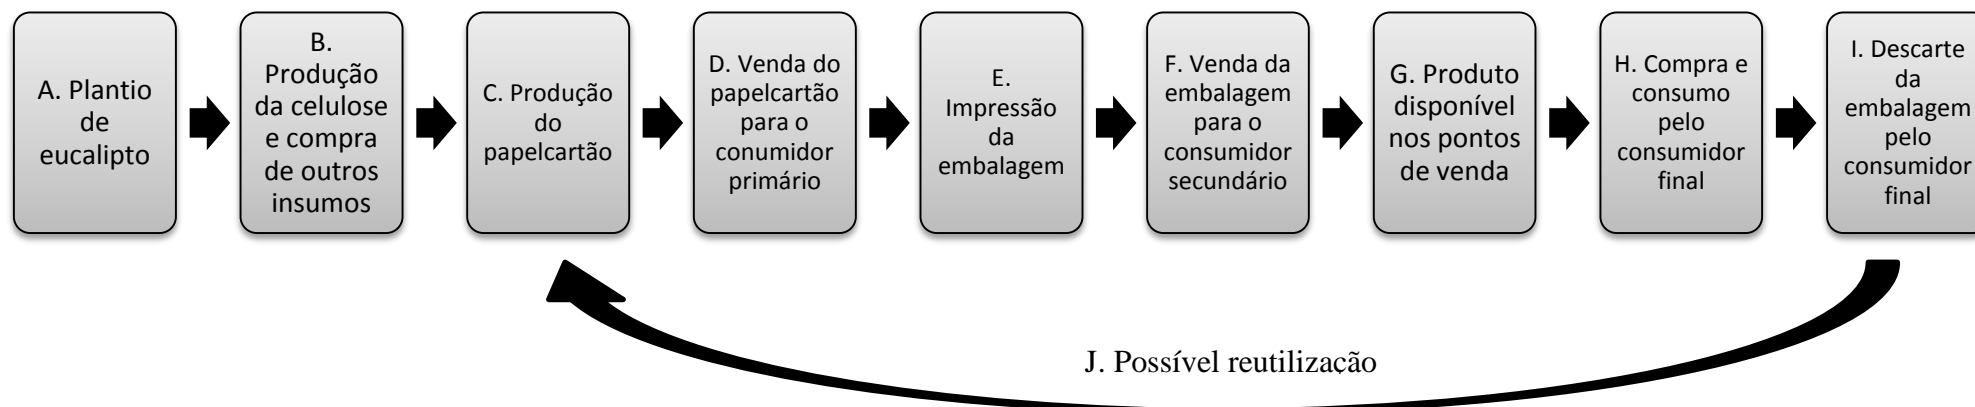 A. Plantio
de
eucalipto
B.
Produção
da celulose
e compra
de outros
insumos
C. Produção
do
papelcartão
D. Venda do
papelcartão
para o
conumidor
primário
E.
Impressão
da
embalagem
F. Venda da
embalagem
para o
consumidor
secundário
G. Produto
disponível
nos pontos
de venda
H. Compra e
consumo
pelo
consumidor
final
I. Descarte
da
embalagem
pelo
consumidor
final
J. Possível reutilização